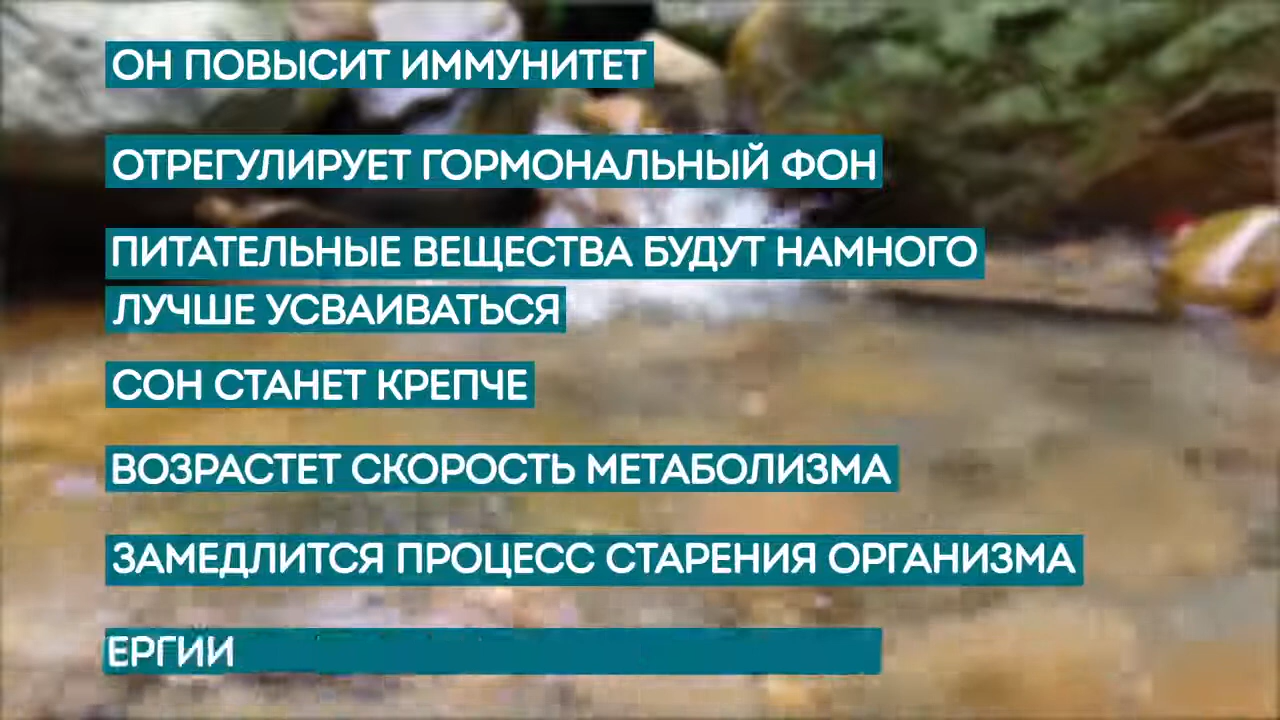 ОН ПОВЫСИТ ИММУНИТЕТ
ОТРЕГУЛИРУЕТ ГОРМОНАЛЬНЫЙ ФОН
ПИТАТЕЛЬНЫЕ ВЕЩЕСТВА БУДУТ НАМНОГО
ЛУЧШЕ УСВАИВАТЬСЯ
СОН СТАНЕТ КРЕПЧЕ
ВОЗРАСТЕТ СКОРОСТЬ МЕТАБОЛИЗМА
ЗАМЕДЛИТСЯ ПРОЦЕСС СТАРЕНИЯ ОРГАНИЗМА
ЕРГИИ